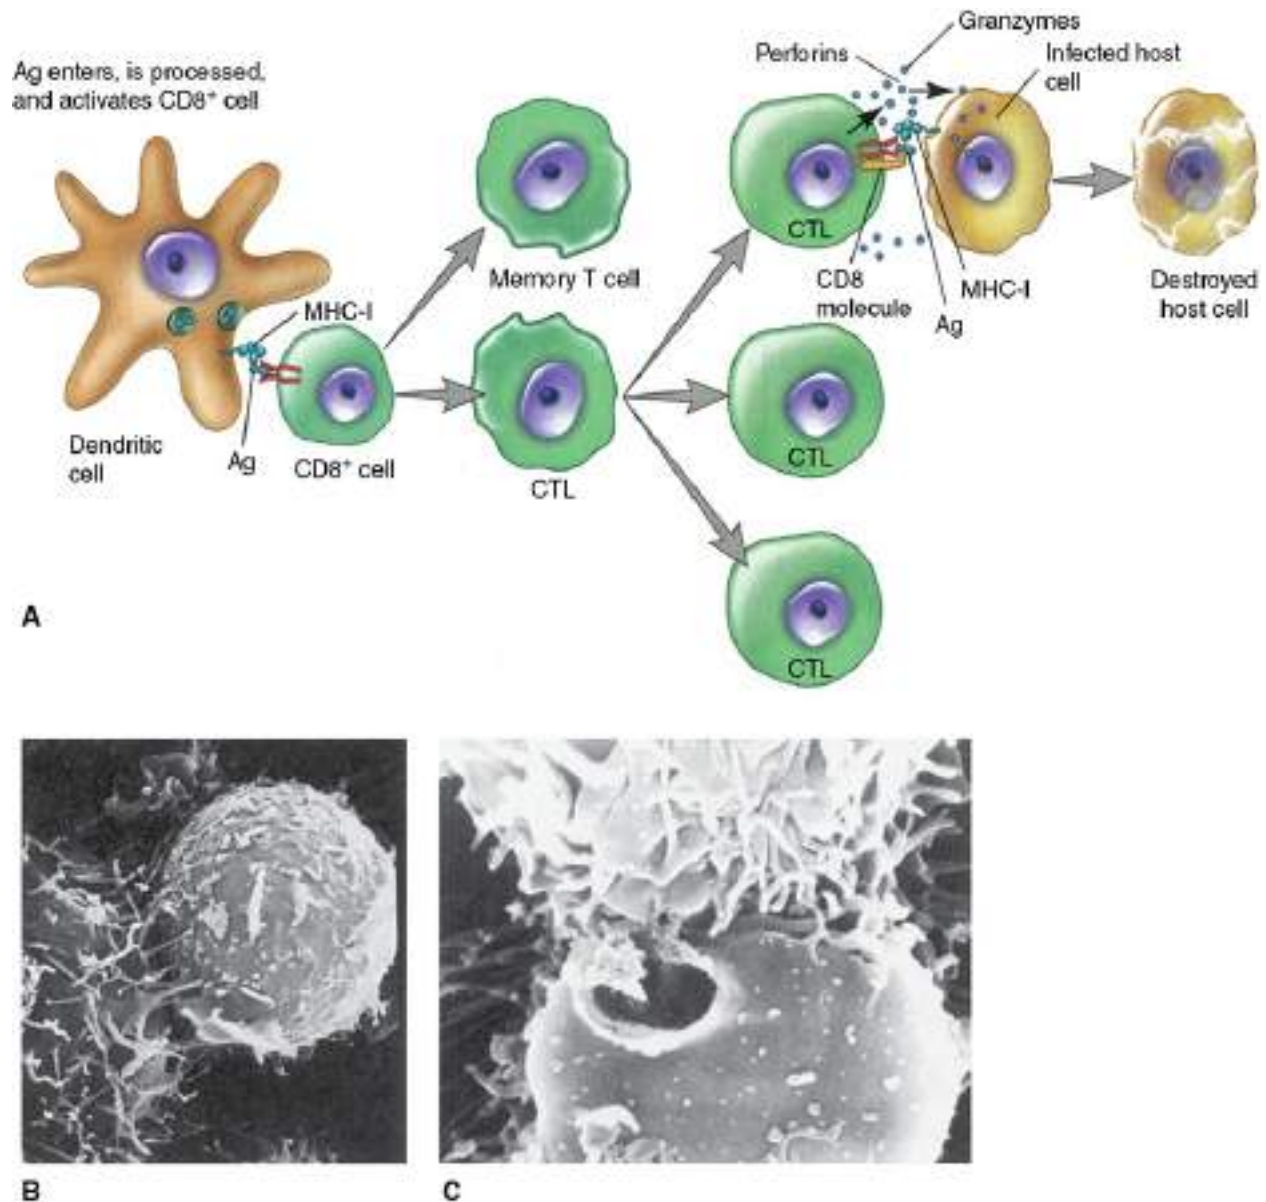 Ag enters, is processed,
and activates CD8⁺ cell
Granzymes
Perforins
Infected host
cell
MHC-I
Memory T cell
CTL
CD8
molecule
MHC-I
Ag
Destroyed
host cell
Dendritic
cell
Ag
CD8⁺ cell
CTL
CTL
CTL
A
B
C